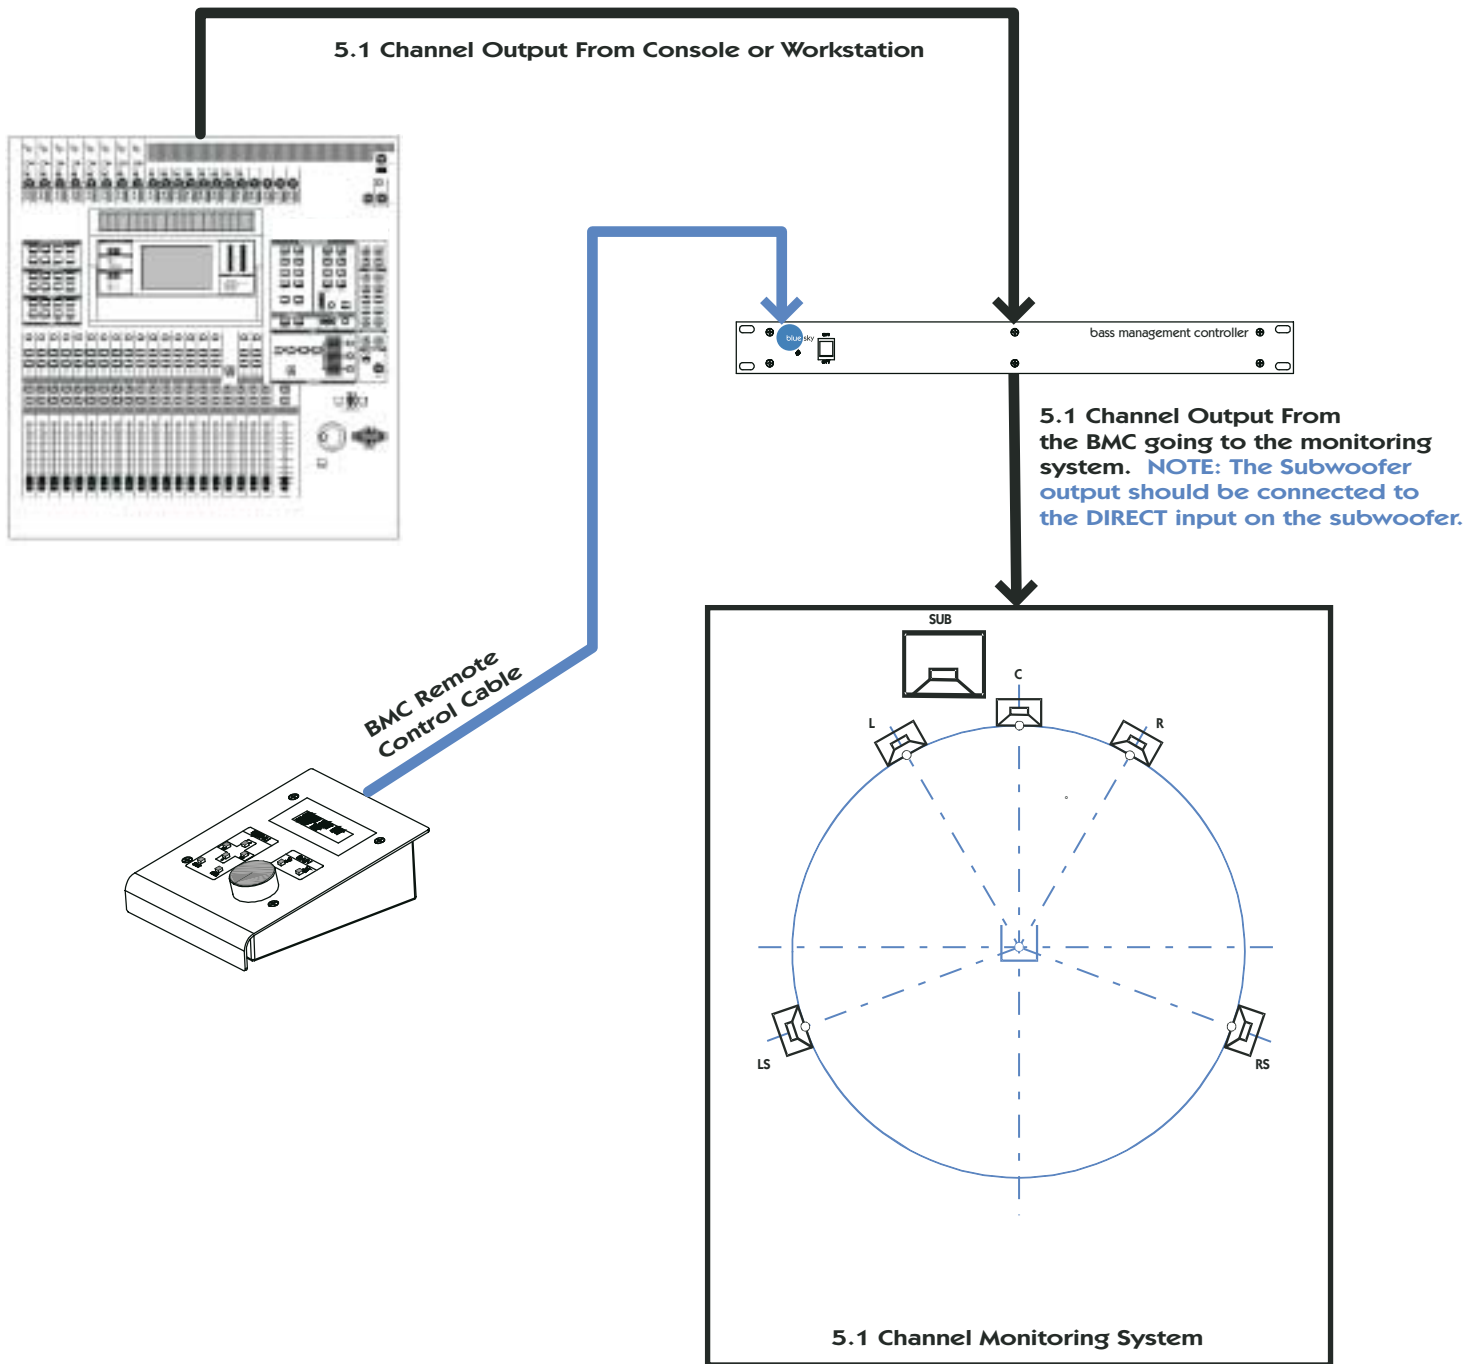 5.1 Channel Output From Console or Workstation
blue sky
bass management controller
5.1 Channel Output From
the BMC going to the monitoring
system. NOTE: The Subwoofer
output should be connected to
the DIRECT input on the subwoofer.
BMC Remote
Control Cable
SUB
C
L
R
LS
RS
5.1 Channel Monitoring System